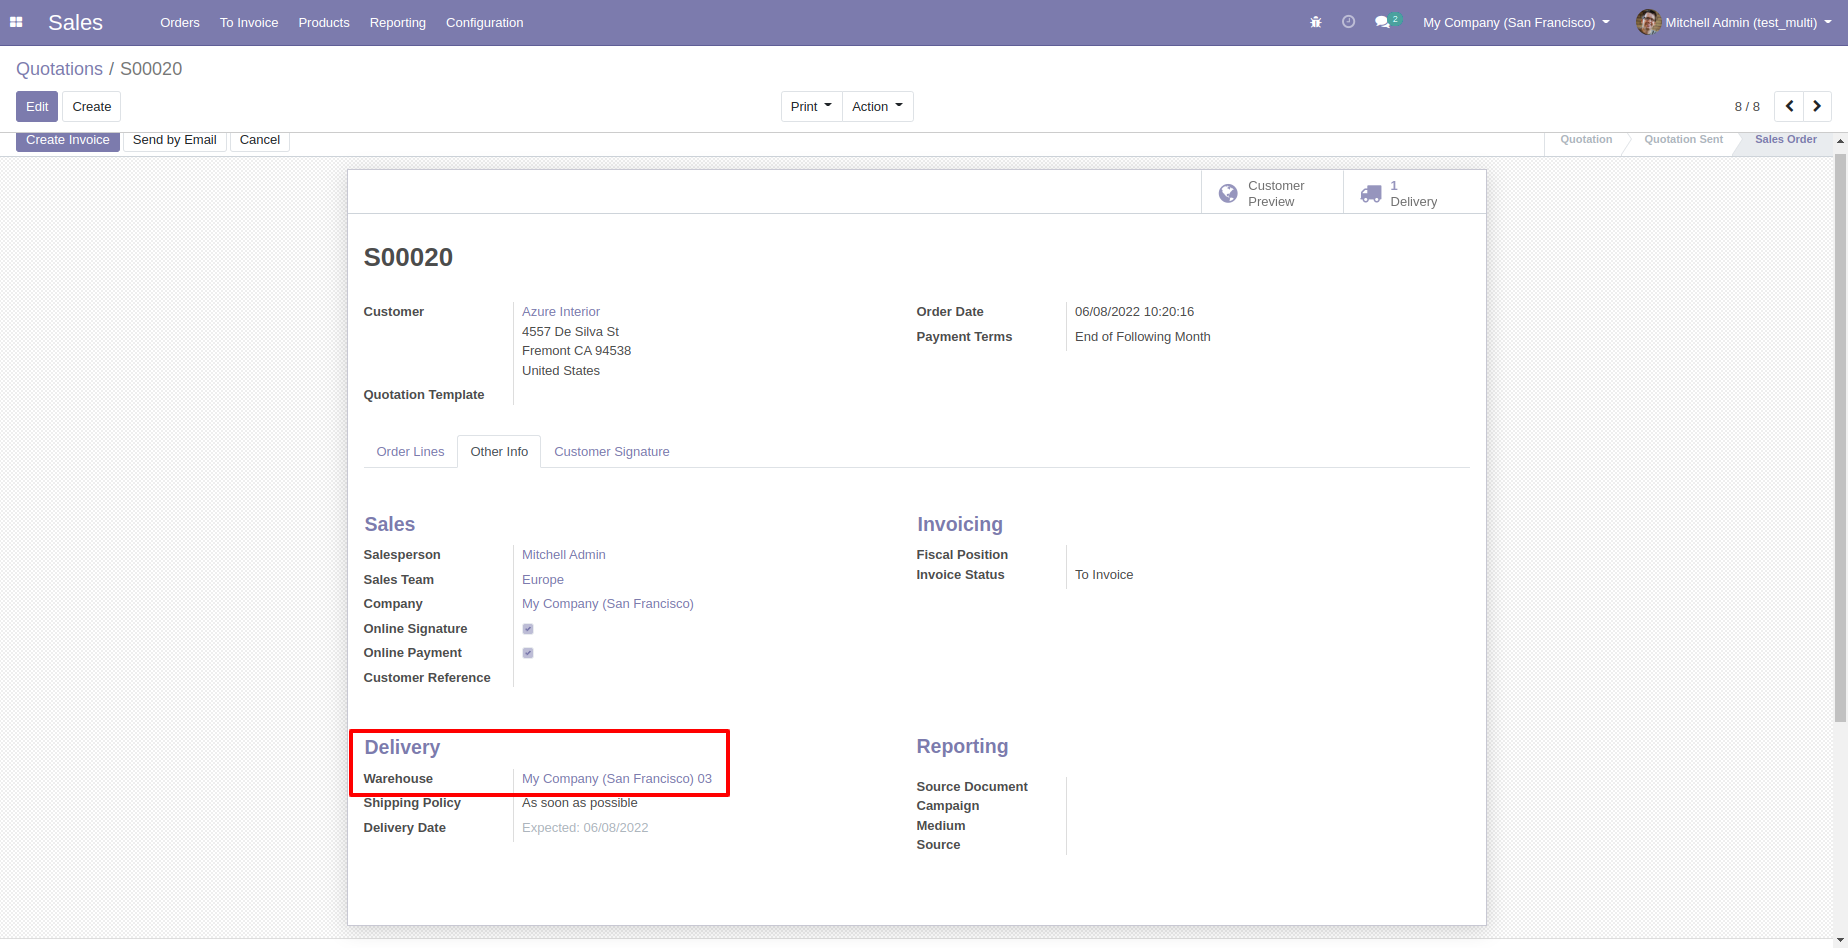 Sales
Orders
To Invoice
Products
Reporting
Configuration
2
My Company (San Francisco)
Mitchell Admin (test_multi)
Quotations / S00020
Edit
Create
Print
Action
8 / 8
Create Invoice
Send by Email
Cancel
Quotation
Quotation Sent
Sales Order
Customer
Preview
1
Delivery
S00020
Customer
Azure Interior
4557 De Silva St
Fremont CA 94538
United States
Quotation Template
Order Date
06/08/2022 10:20:16
Payment Terms
End of Following Month
Order Lines
Other Info
Customer Signature
Sales
Salesperson
Mitchell Admin
Sales Team
Europe
Company
My Company (San Francisco)
Online Signature
Online Payment
Customer Reference
Invoicing
Fiscal Position
Invoice Status
To Invoice
Delivery
Warehouse
My Company (San Francisco) 03
Shipping Policy
As soon as possible
Delivery Date
Expected: 06/08/2022
Reporting
Source Document
Campaign
Medium
Source